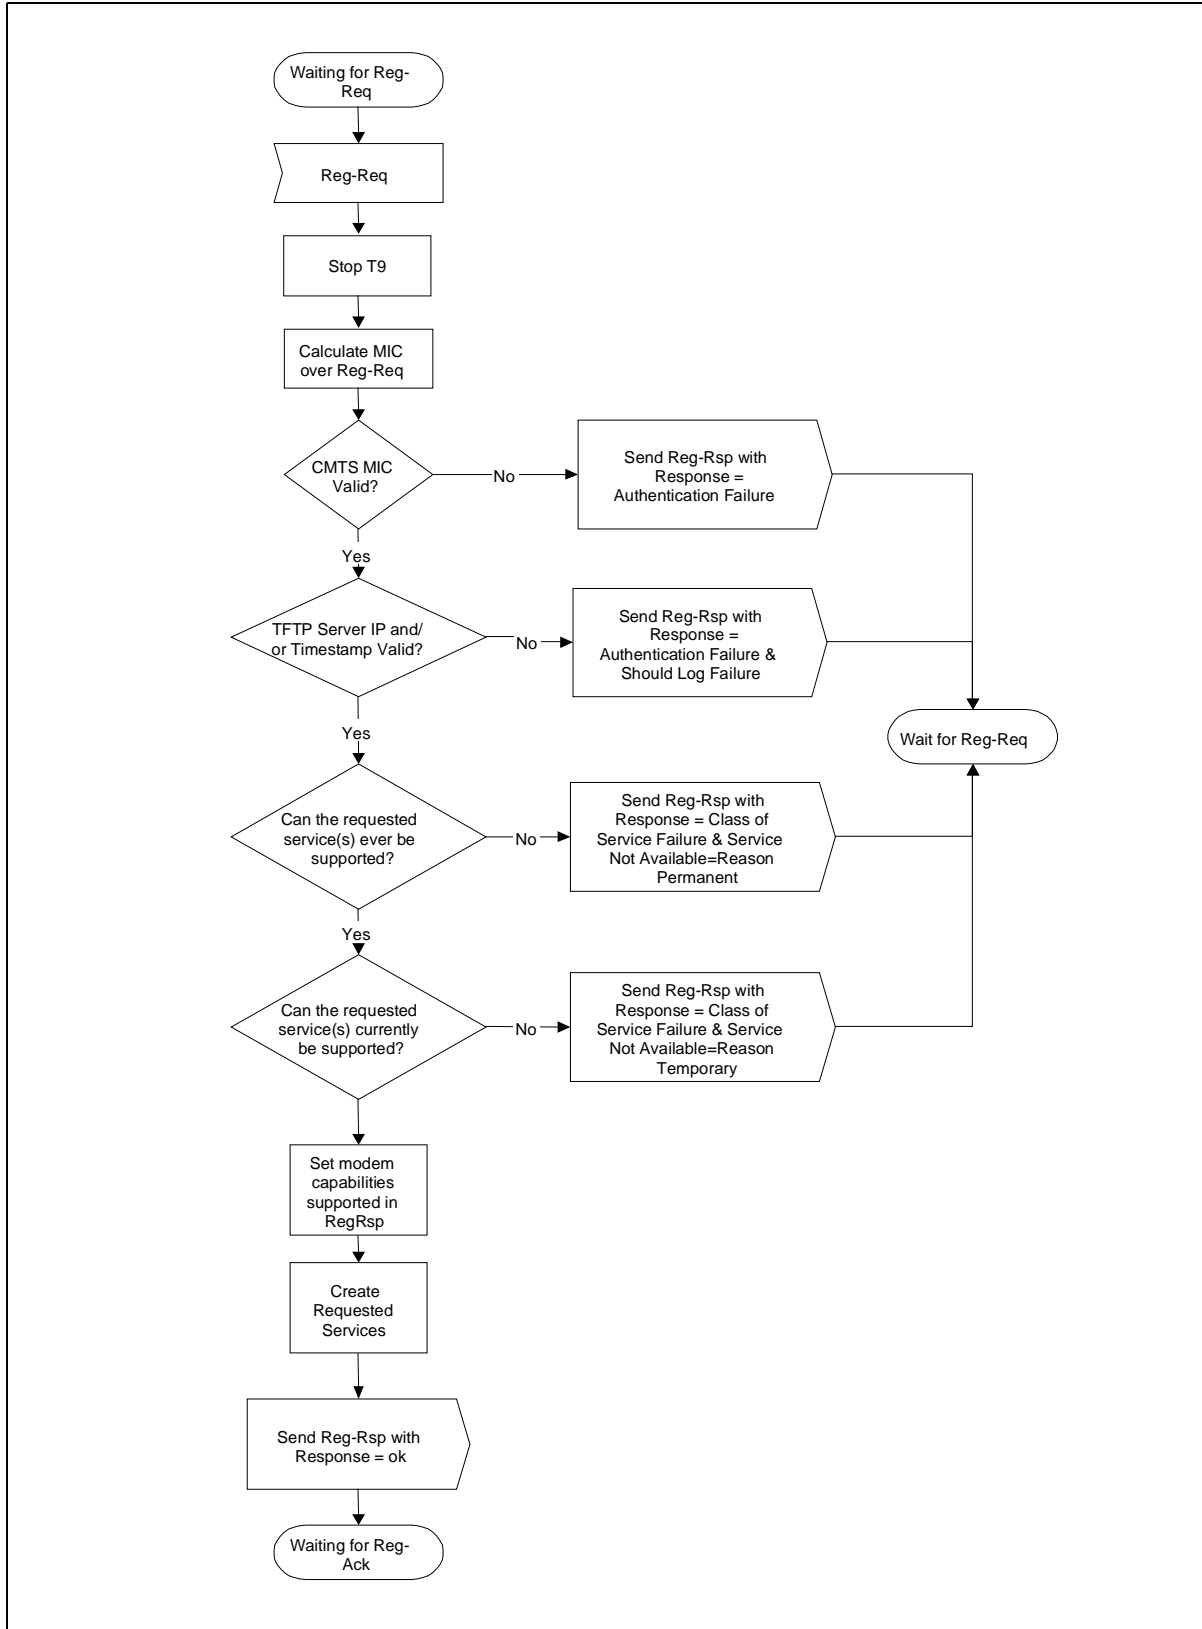 Waiting for Reg-
Req
Reg-Req
Stop T9
Calculate MIC
over Reg-Req
CMTS MIC
Valid?
No
Send Reg-Rsp with
Response =
Authentication Failure
Yes
TFTP Server IP and/
or Timestamp Valid?
No
Send Reg-Rsp with
Response =
Authentication Failure &
Should Log Failure
Yes
Wait for Reg-Req
Can the requested
service(s) ever be
supported?
No
Send Reg-Rsp with
Response = Class of
Service Failure & Service
Not Available=Reason
Permanent
Yes
Can the requested
service(s) currently
be supported?
No
Send Reg-Rsp with
Response = Class of
Service Failure & Service
Not Available=Reason
Temporary
Set modem
capabilities
supported in
RegRsp
Create
Requested
Services
Send Reg-Rsp with
Response = ok
Waiting for Reg-
Ack